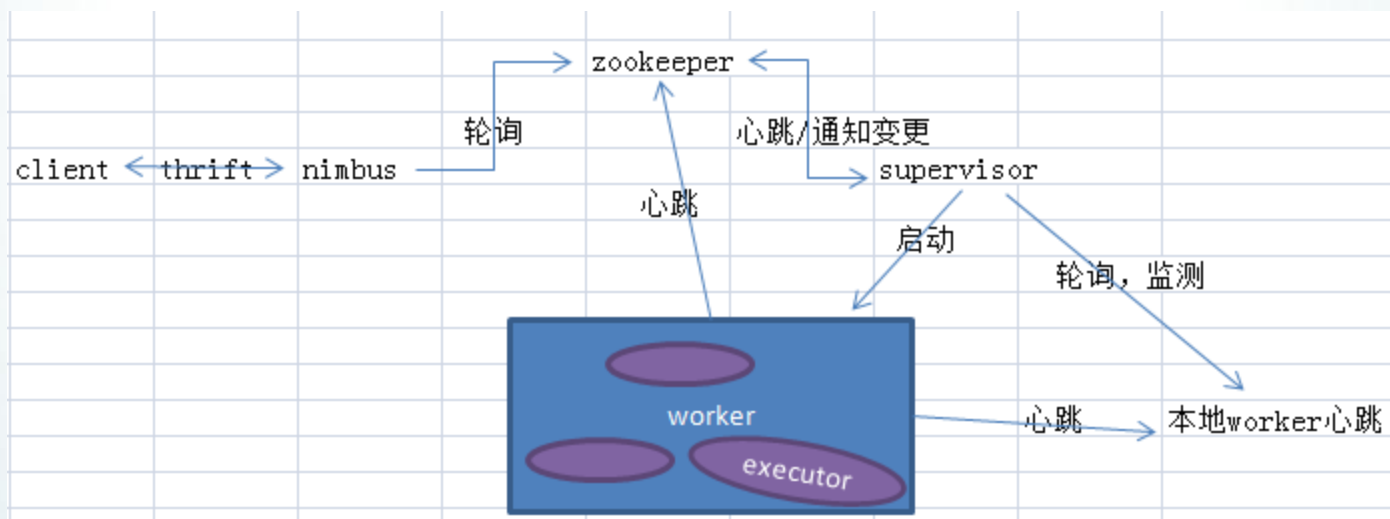 zookeeper
轮询
心跳/通知变更
client
thrift
nimbus
supervisor
心跳
启动
轮询，监测
worker
心跳
本地worker心跳
executor